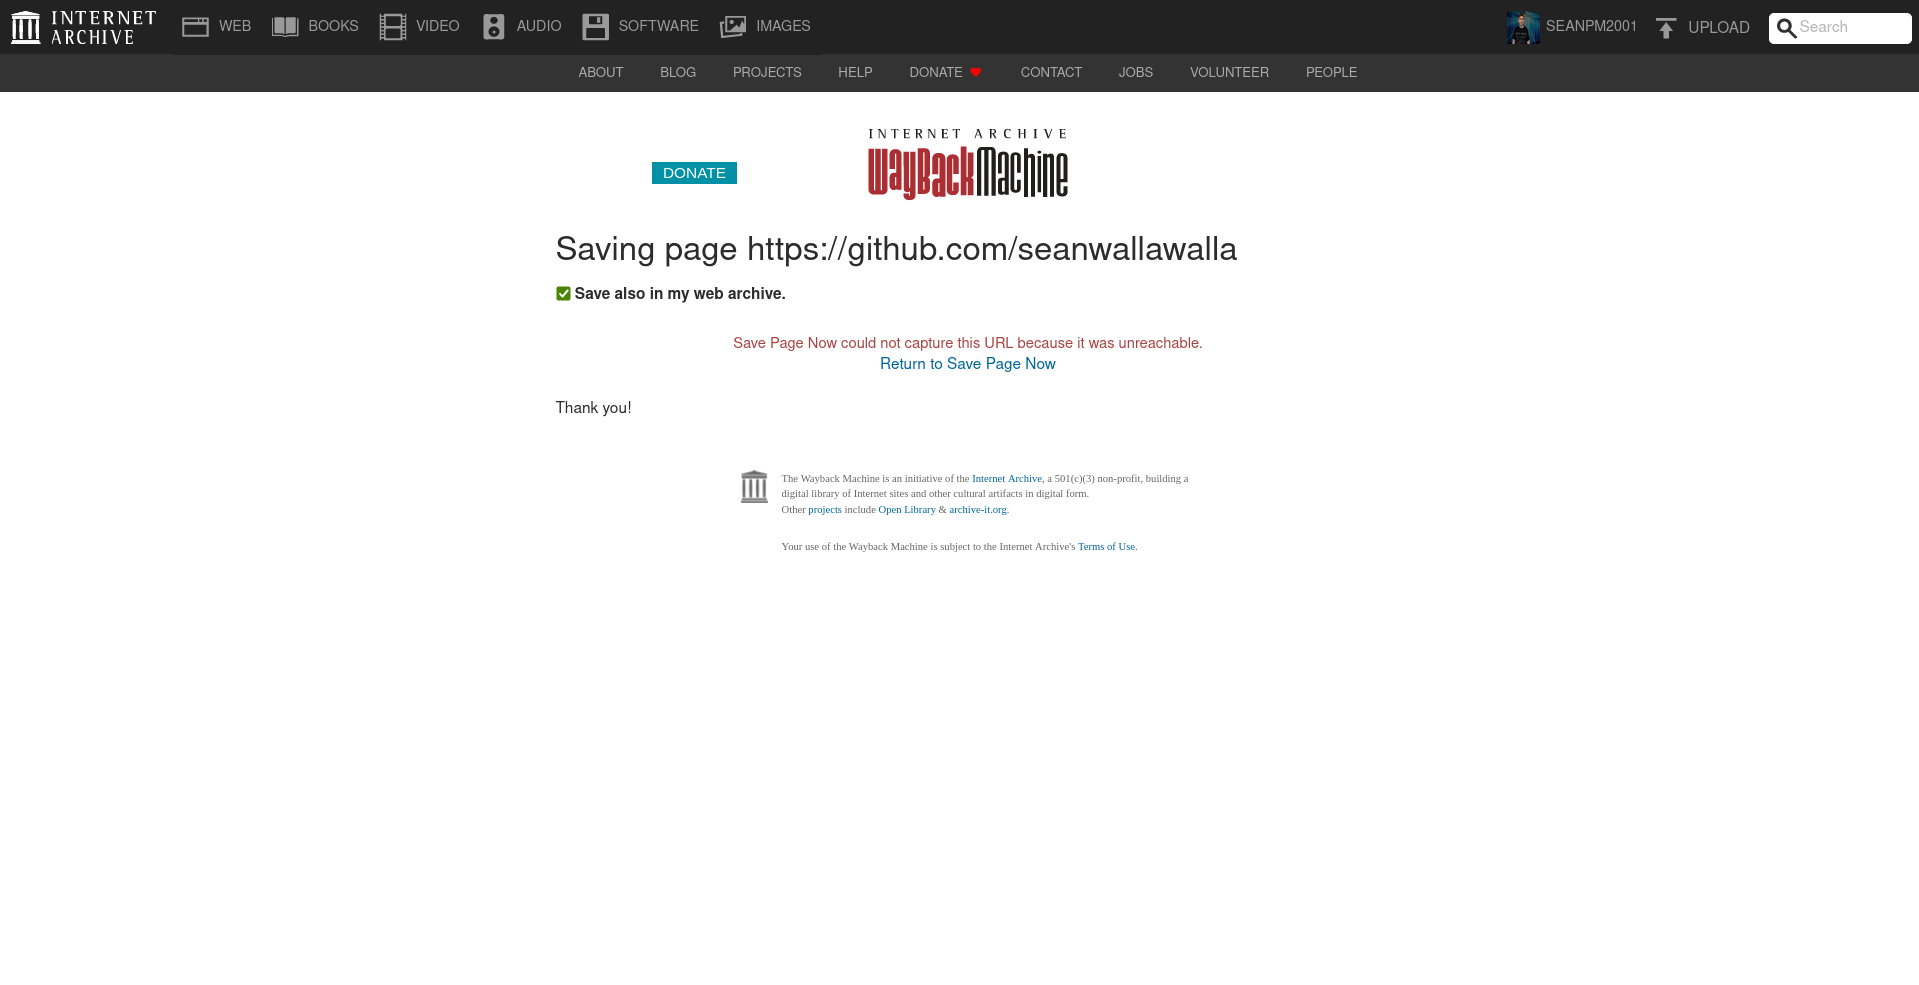 INTERNET ARCHIVE WEB BOOKS VIDEO AUDIO SOFTWARE IMAGES SEANPM2001 UPLOAD Search
ABOUT BLOG PROJECTS HELP DONATE CONTACT JOBS VOLUNTEER PEOPLE
INTERNET ARCHIVE
WayBackMachine
DONATE
Saving page https://github.com/seanwallawalla
Save also in my web archive.
Save Page Now could not capture this URL because it was unreachable.
Return to Save Page Now
Thank you!
The Wayback Machine is an initiative of the Internet Archive, a 501(c)(3) non-profit, building a
digital library of Internet sites and other cultural artifacts in digital form.
Other projects include Open Library & archive-it.org.
Your use of the Wayback Machine is subject to the Internet Archive's Terms of Use.